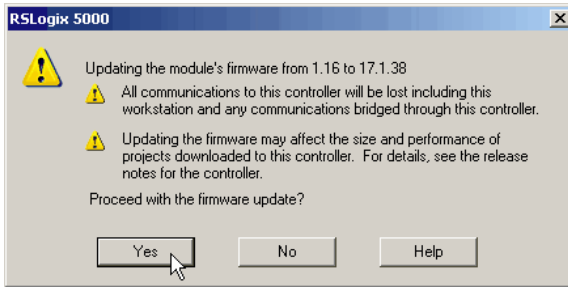 RSLogix 5000
Updating the module's firmware from 1.16 to 17.1.38
All communications to this controller will be lost including this
workstation and any communications bridged through this controller.
Updating the firmware may affect the size and performance of
projects downloaded to this controller. For details, see the release
notes for the controller.
Proceed with the firmware update?
Yes
No
Help